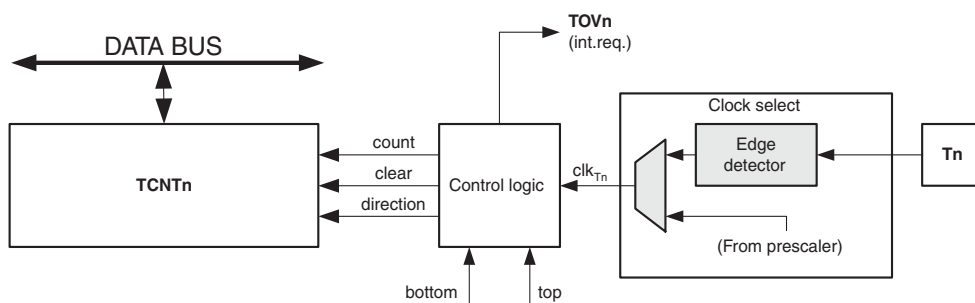 TOVn
(int.req.)
DATA BUS
Clock select
count
Edge
detector
Tn
TCNTn
clear
Control logic
clkTn
direction
(From prescaler)
bottom
top